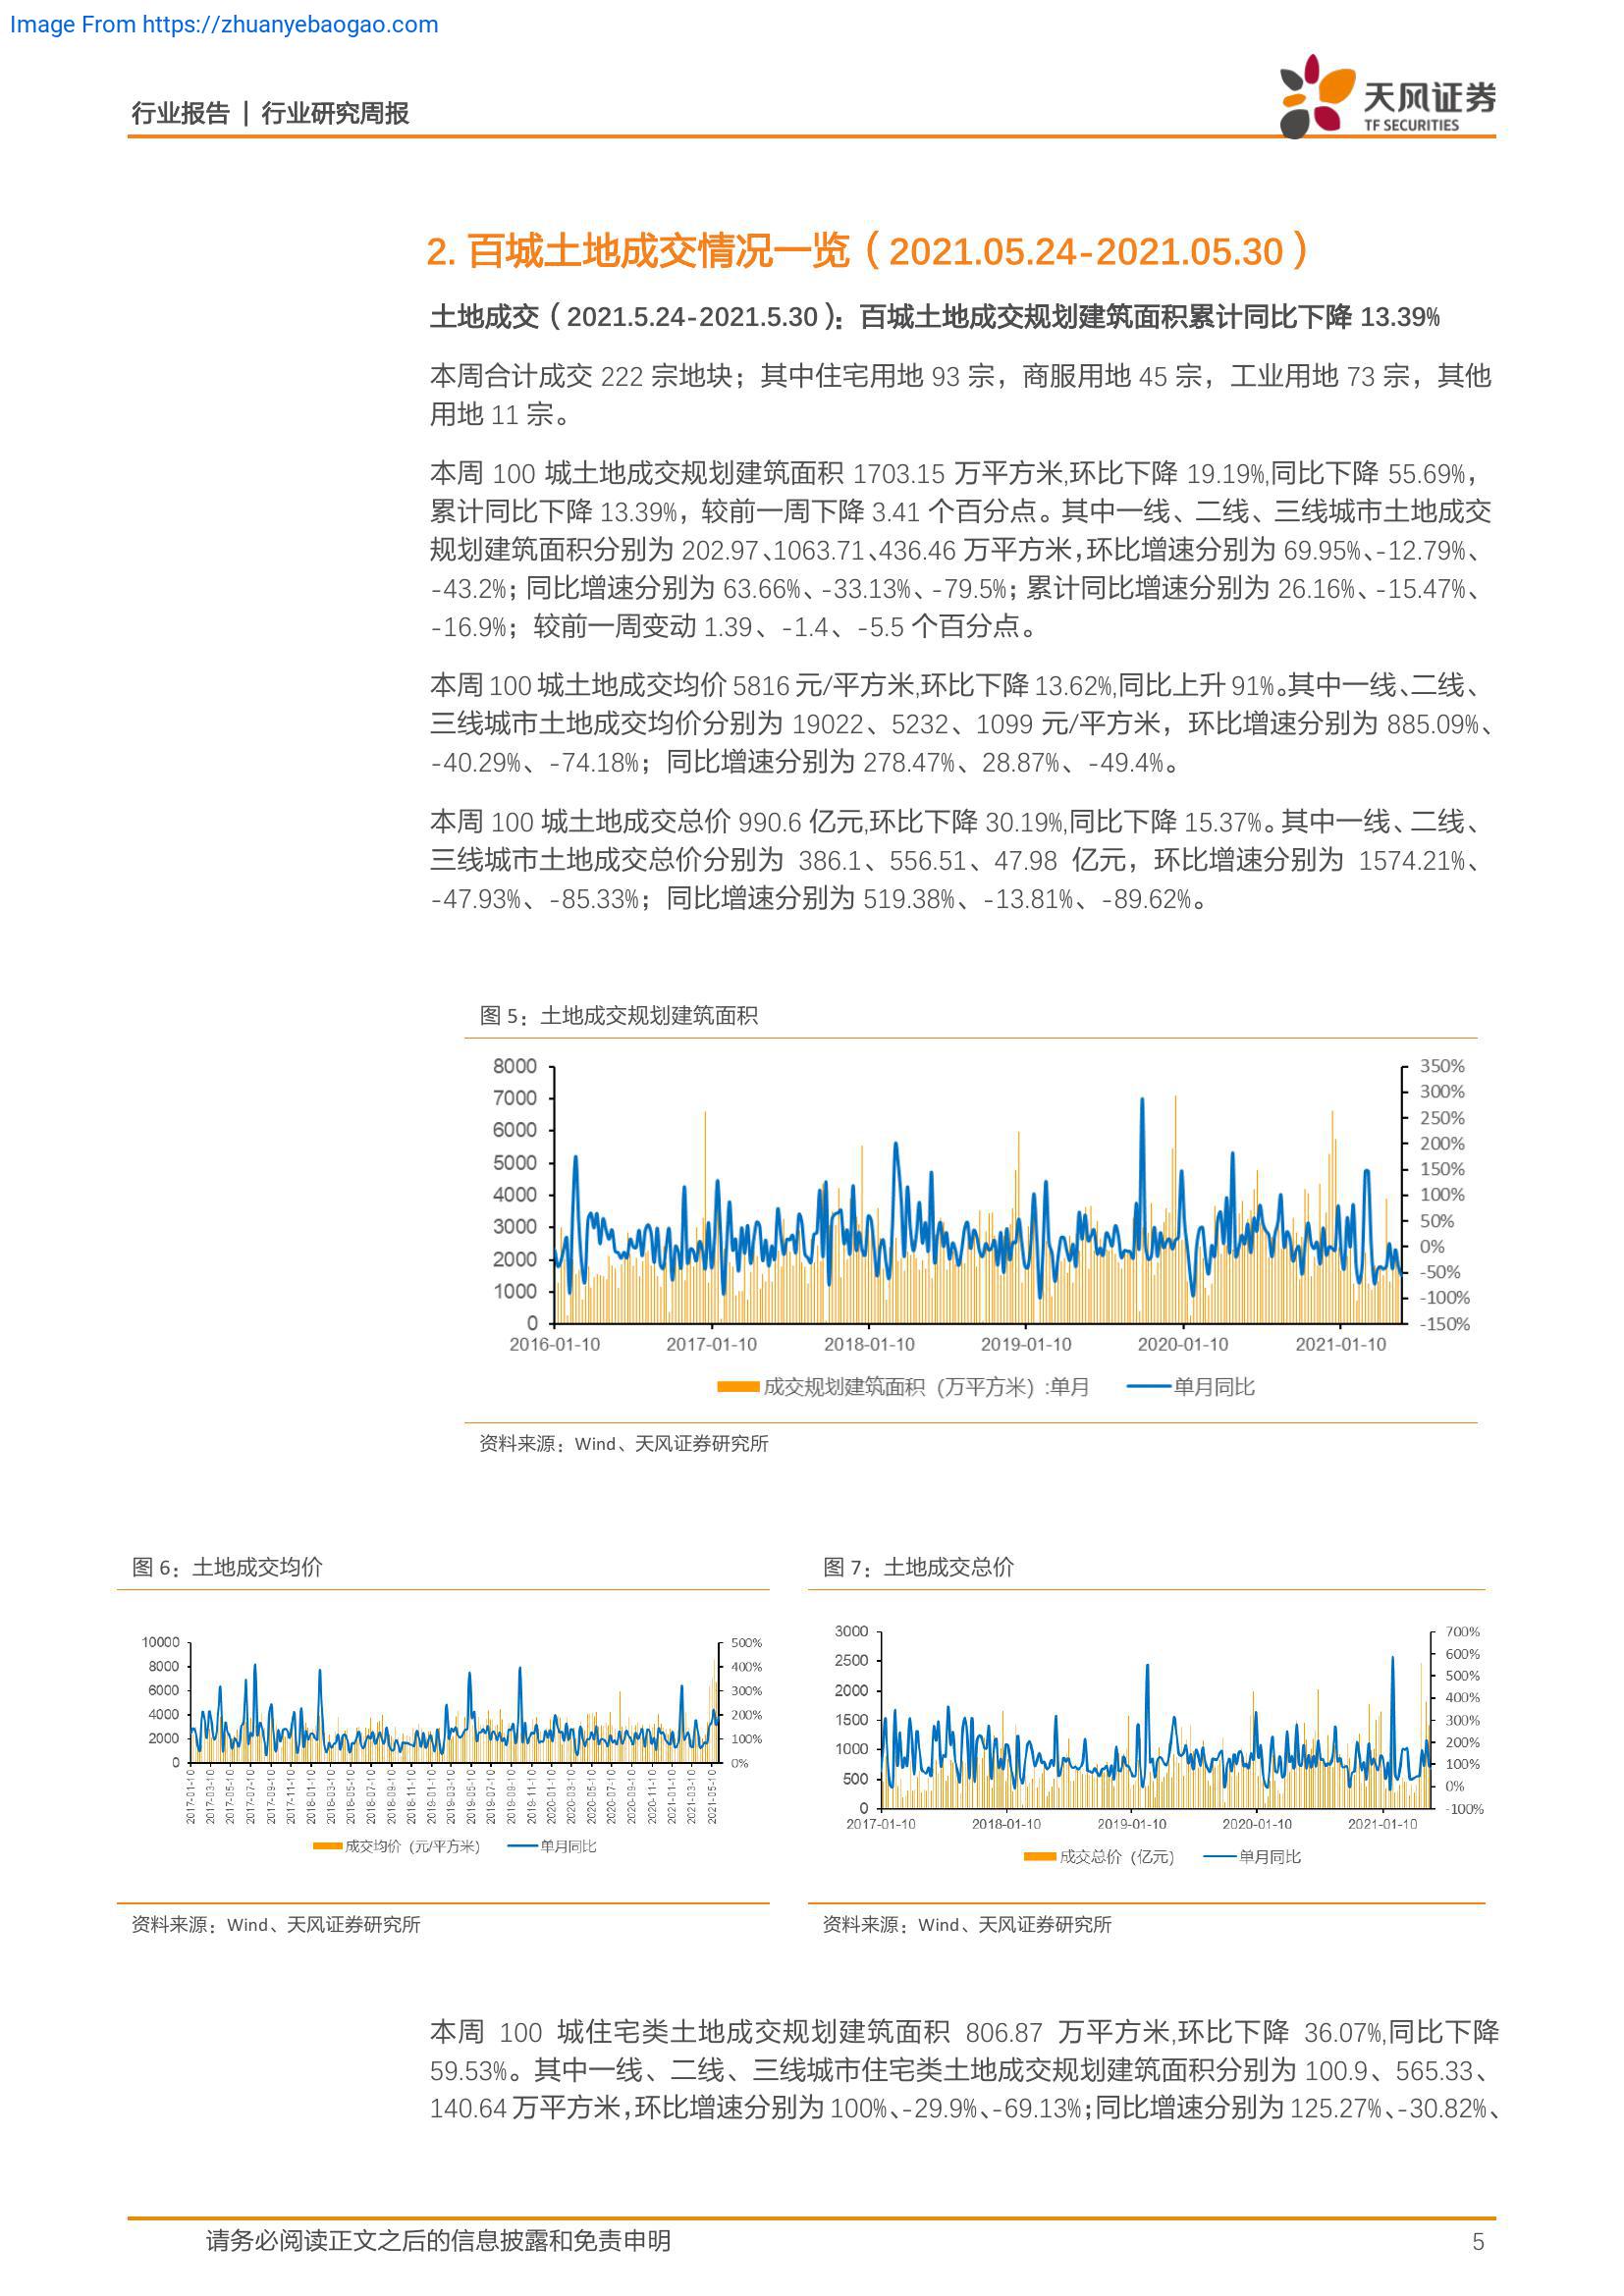 Image From https://zhuanyebaogao.com
行业报告 | 行业研究周报
天风证券
TF SECURITIES
2. 百城土地成交情况一览（2021.05.24-2021.05.30）
土地成交（2021.5.24-2021.5.30）：百城土地成交规划建筑面积累计同比下降 13.39%
本周合计成交 222 宗地块；其中住宅用地 93 宗，商服用地 45 宗，工业用地 73 宗，其他
用地 11 宗。
本周 100 城土地成交规划建筑面积 1703.15 万平方米,环比下降 19.19%,同比下降 55.69%，
累计同比下降 13.39%，较前一周下降 3.41 个百分点。其中一线、二线、三线城市土地成交
规划建筑面积分别为 202.97、1063.71、436.46 万平方米，环比增速分别为 69.95%、-12.79%、
-43.2%；同比增速分别为 63.66%、-33.13%、-79.5%；累计同比增速分别为 26.16%、-15.47%、
-16.9%；较前一周变动 1.39、-1.4、-5.5 个百分点。
本周 100 城土地成交均价 5816 元/平方米,环比下降 13.62%,同比上升 91%。其中一线、二线、
三线城市土地成交均价分别为 19022、5232、1099 元/平方米，环比增速分别为 885.09%、
-40.29%、-74.18%；同比增速分别为 278.47%、28.87%、-49.4%。
本周 100 城土地成交总价 990.6 亿元,环比下降 30.19%,同比下降 15.37%。其中一线、二线、
三线城市土地成交总价分别为 386.1、556.51、47.98 亿元，环比增速分别为 1574.21%、
-47.93%、-85.33%；同比增速分别为 519.38%、-13.81%、-89.62%。
图 5：土地成交规划建筑面积
8000 350%
7000 300%
6000 250%
5000 200%
4000 150%
3000 100%
2000 50%
1000 0%
0 -50%
-100%
-150%
2016-01-10 2017-01-10 2018-01-10 2019-01-10 2020-01-10 2021-01-10
成交规划建筑面积（万平方米）:单月 单月同比
资料来源：Wind、天风证券研究所
图 6：土地成交均价
10000 500%
8000 400%
6000 300%
4000 200%
2000 100%
0 0%
2017-01-10 2017-03-10 2017-05-10 2017-07-10 2017-09-10 2017-11-10 2018-01-10 2018-03-10 2018-05-10 2018-07-10 2018-09-10 2018-11-10 2019-01-10 2019-03-10 2019-05-10 2019-07-10 2019-09-10 2019-11-10 2020-01-10 2020-03-10 2020-05-10 2020-07-10 2020-09-10 2020-11-10 2021-01-10 2021-03-10 2021-05-10
成交均价（元/平方米） 单月同比
资料来源：Wind、天风证券研究所
图 7：土地成交总价
3000 700%
2500 600%
2000 500%
1500 400%
1000 300%
500 200%
0 100%
0%
-100%
2017-01-10 2018-01-10 2019-01-10 2020-01-10 2021-01-10
成交总价（亿元） 单月同比
资料来源：Wind、天风证券研究所
本周 100 城住宅类土地成交规划建筑面积 806.87 万平方米,环比下降 36.07%,同比下降
59.53%。其中一线、二线、三线城市住宅类土地成交规划建筑面积分别为 100.9、565.33、
140.64 万平方米，环比增速分别为 100%、-29.9%、-69.13%；同比增速分别为 125.27%、-30.82%、
请务必阅读正文之后的信息披露和免责申明 5